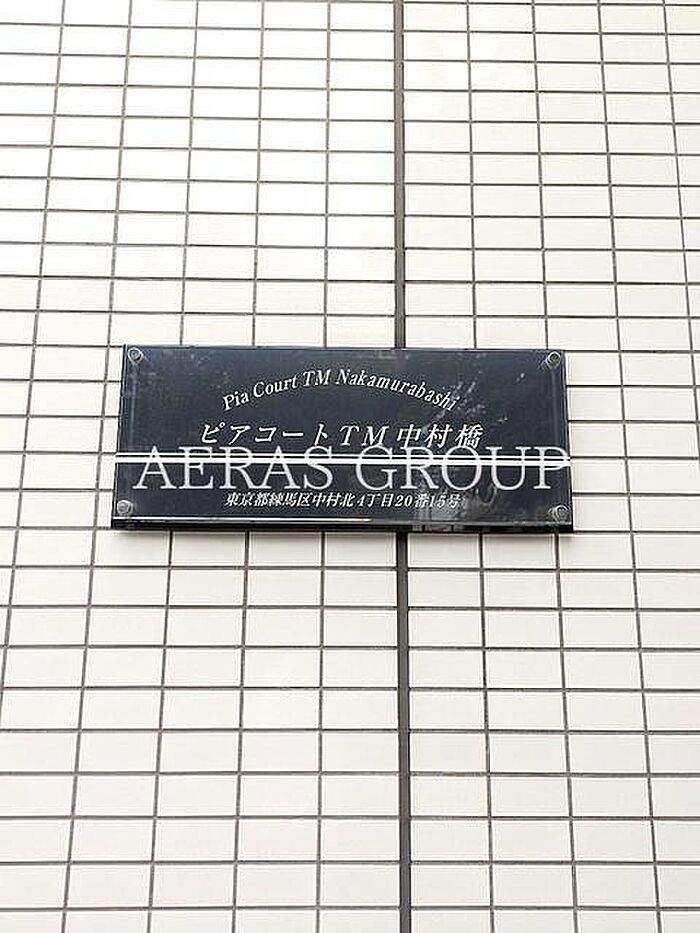 Pia Court TM Nakamurabashi
ピアコートTM中村橋
AERAS GROUP
東京都練馬区中村北4丁目20番15号